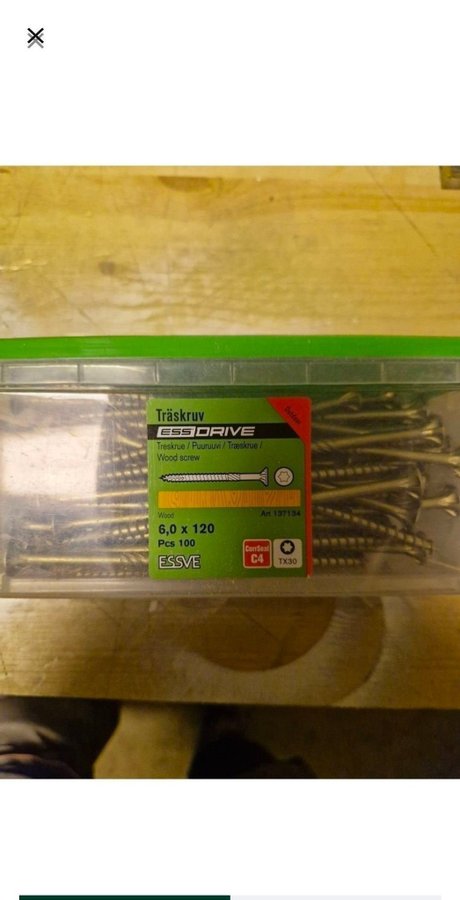 Träskruv
ESSDRIVE
Outdoor
Treskrue / Puuruuvi / Træskrue /
Wood screw
Wood
Art 137134
6,0 x 120
Pcs 100
ESSVE
CorrSeal
C4
TX30